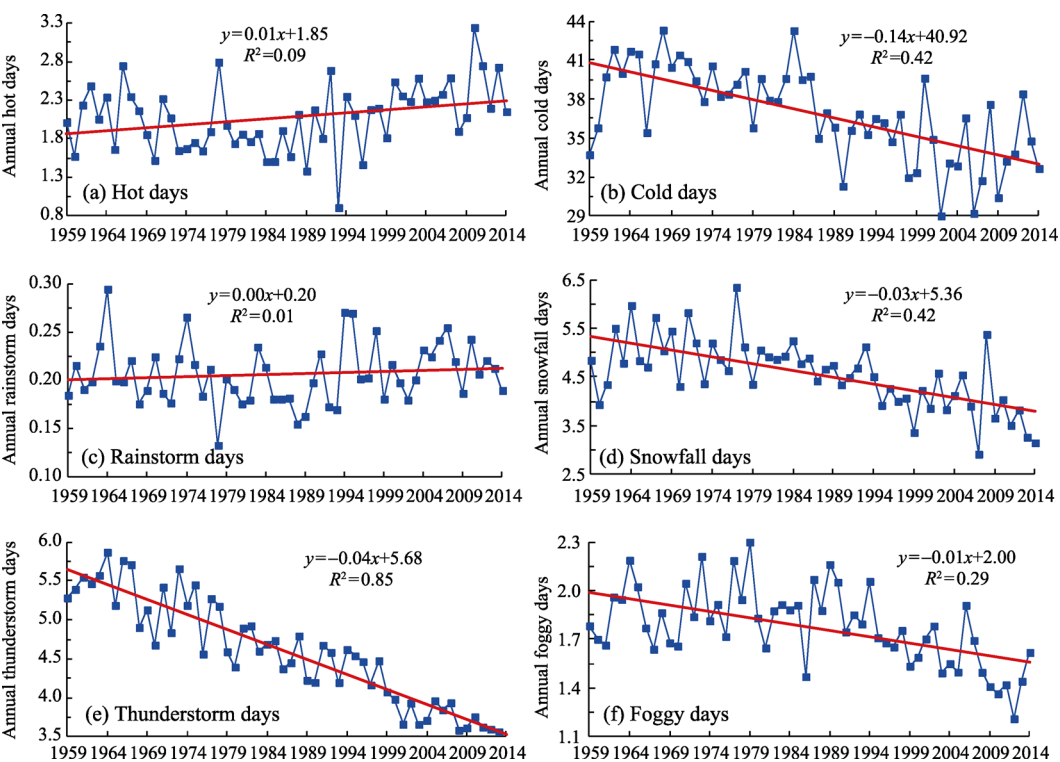 Annual hot days
3.3
2.8
2.3
1.8
1.3
0.8
y=0.01x+1.85
R²=0.09
(a) Hot days
1959 1964 1969 1974 1979 1984 1989 1994 1999 2004 2009 2014
Annual cold days
44
41
38
35
32
29
y=−0.14x+40.92
R²=0.42
(b) Cold days
1959 1964 1969 1974 1979 1984 1989 1994 1999 2004 2009 2014
Annual rainstorm days
0.30
0.25
0.20
0.15
0.10
y=0.00x+0.20
R²=0.01
(c) Rainstorm days
1959 1964 1969 1974 1979 1984 1989 1994 1999 2004 2009 2014
Annual snowfall days
6.5
5.5
4.5
3.5
2.5
y=−0.03x+5.36
R²=0.42
(d) Snowfall days
1959 1964 1969 1974 1979 1984 1989 1994 1999 2004 2009 2014
Annual thunderstorm days
6.0
5.5
5.0
4.5
4.0
3.5
y=−0.04x+5.68
R²=0.85
(e) Thunderstorm days
1959 1964 1969 1974 1979 1984 1989 1994 1999 2004 2009 2014
Annual foggy days
2.3
2.0
1.7
1.4
1.1
y=−0.01x+2.00
R²=0.29
(f) Foggy days
1959 1964 1969 1974 1979 1984 1989 1994 1999 2004 2009 2014